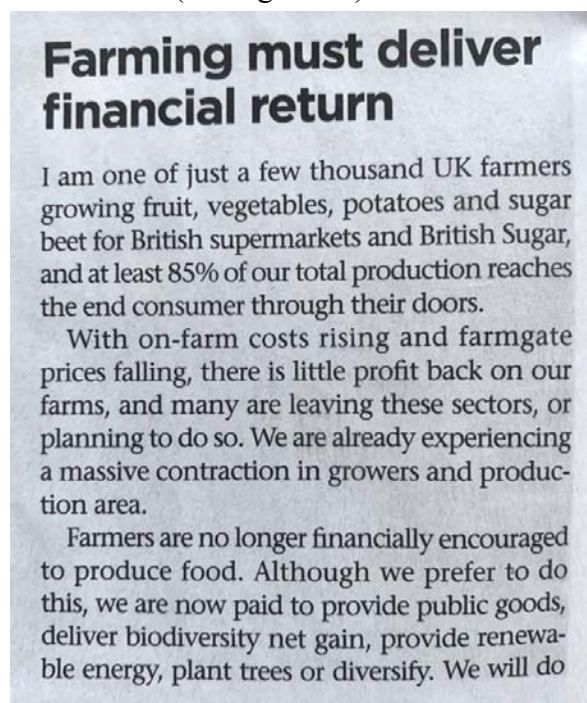 Farming must deliver
financial return
I am one of just a few thousand UK farmers
growing fruit, vegetables, potatoes and sugar
beet for British supermarkets and British Sugar,
and at least 85% of our total production reaches
the end consumer through their doors.
With on-farm costs rising and farmgate
prices falling, there is little profit back on our
farms, and many are leaving these sectors, or
planning to do so. We are already experiencing
a massive contraction in growers and produc-
tion area.
Farmers are no longer financially encouraged
to produce food. Although we prefer to do
this, we are now paid to provide public goods,
deliver biodiversity net gain, provide renewa-
ble energy, plant trees or diversify. We will do